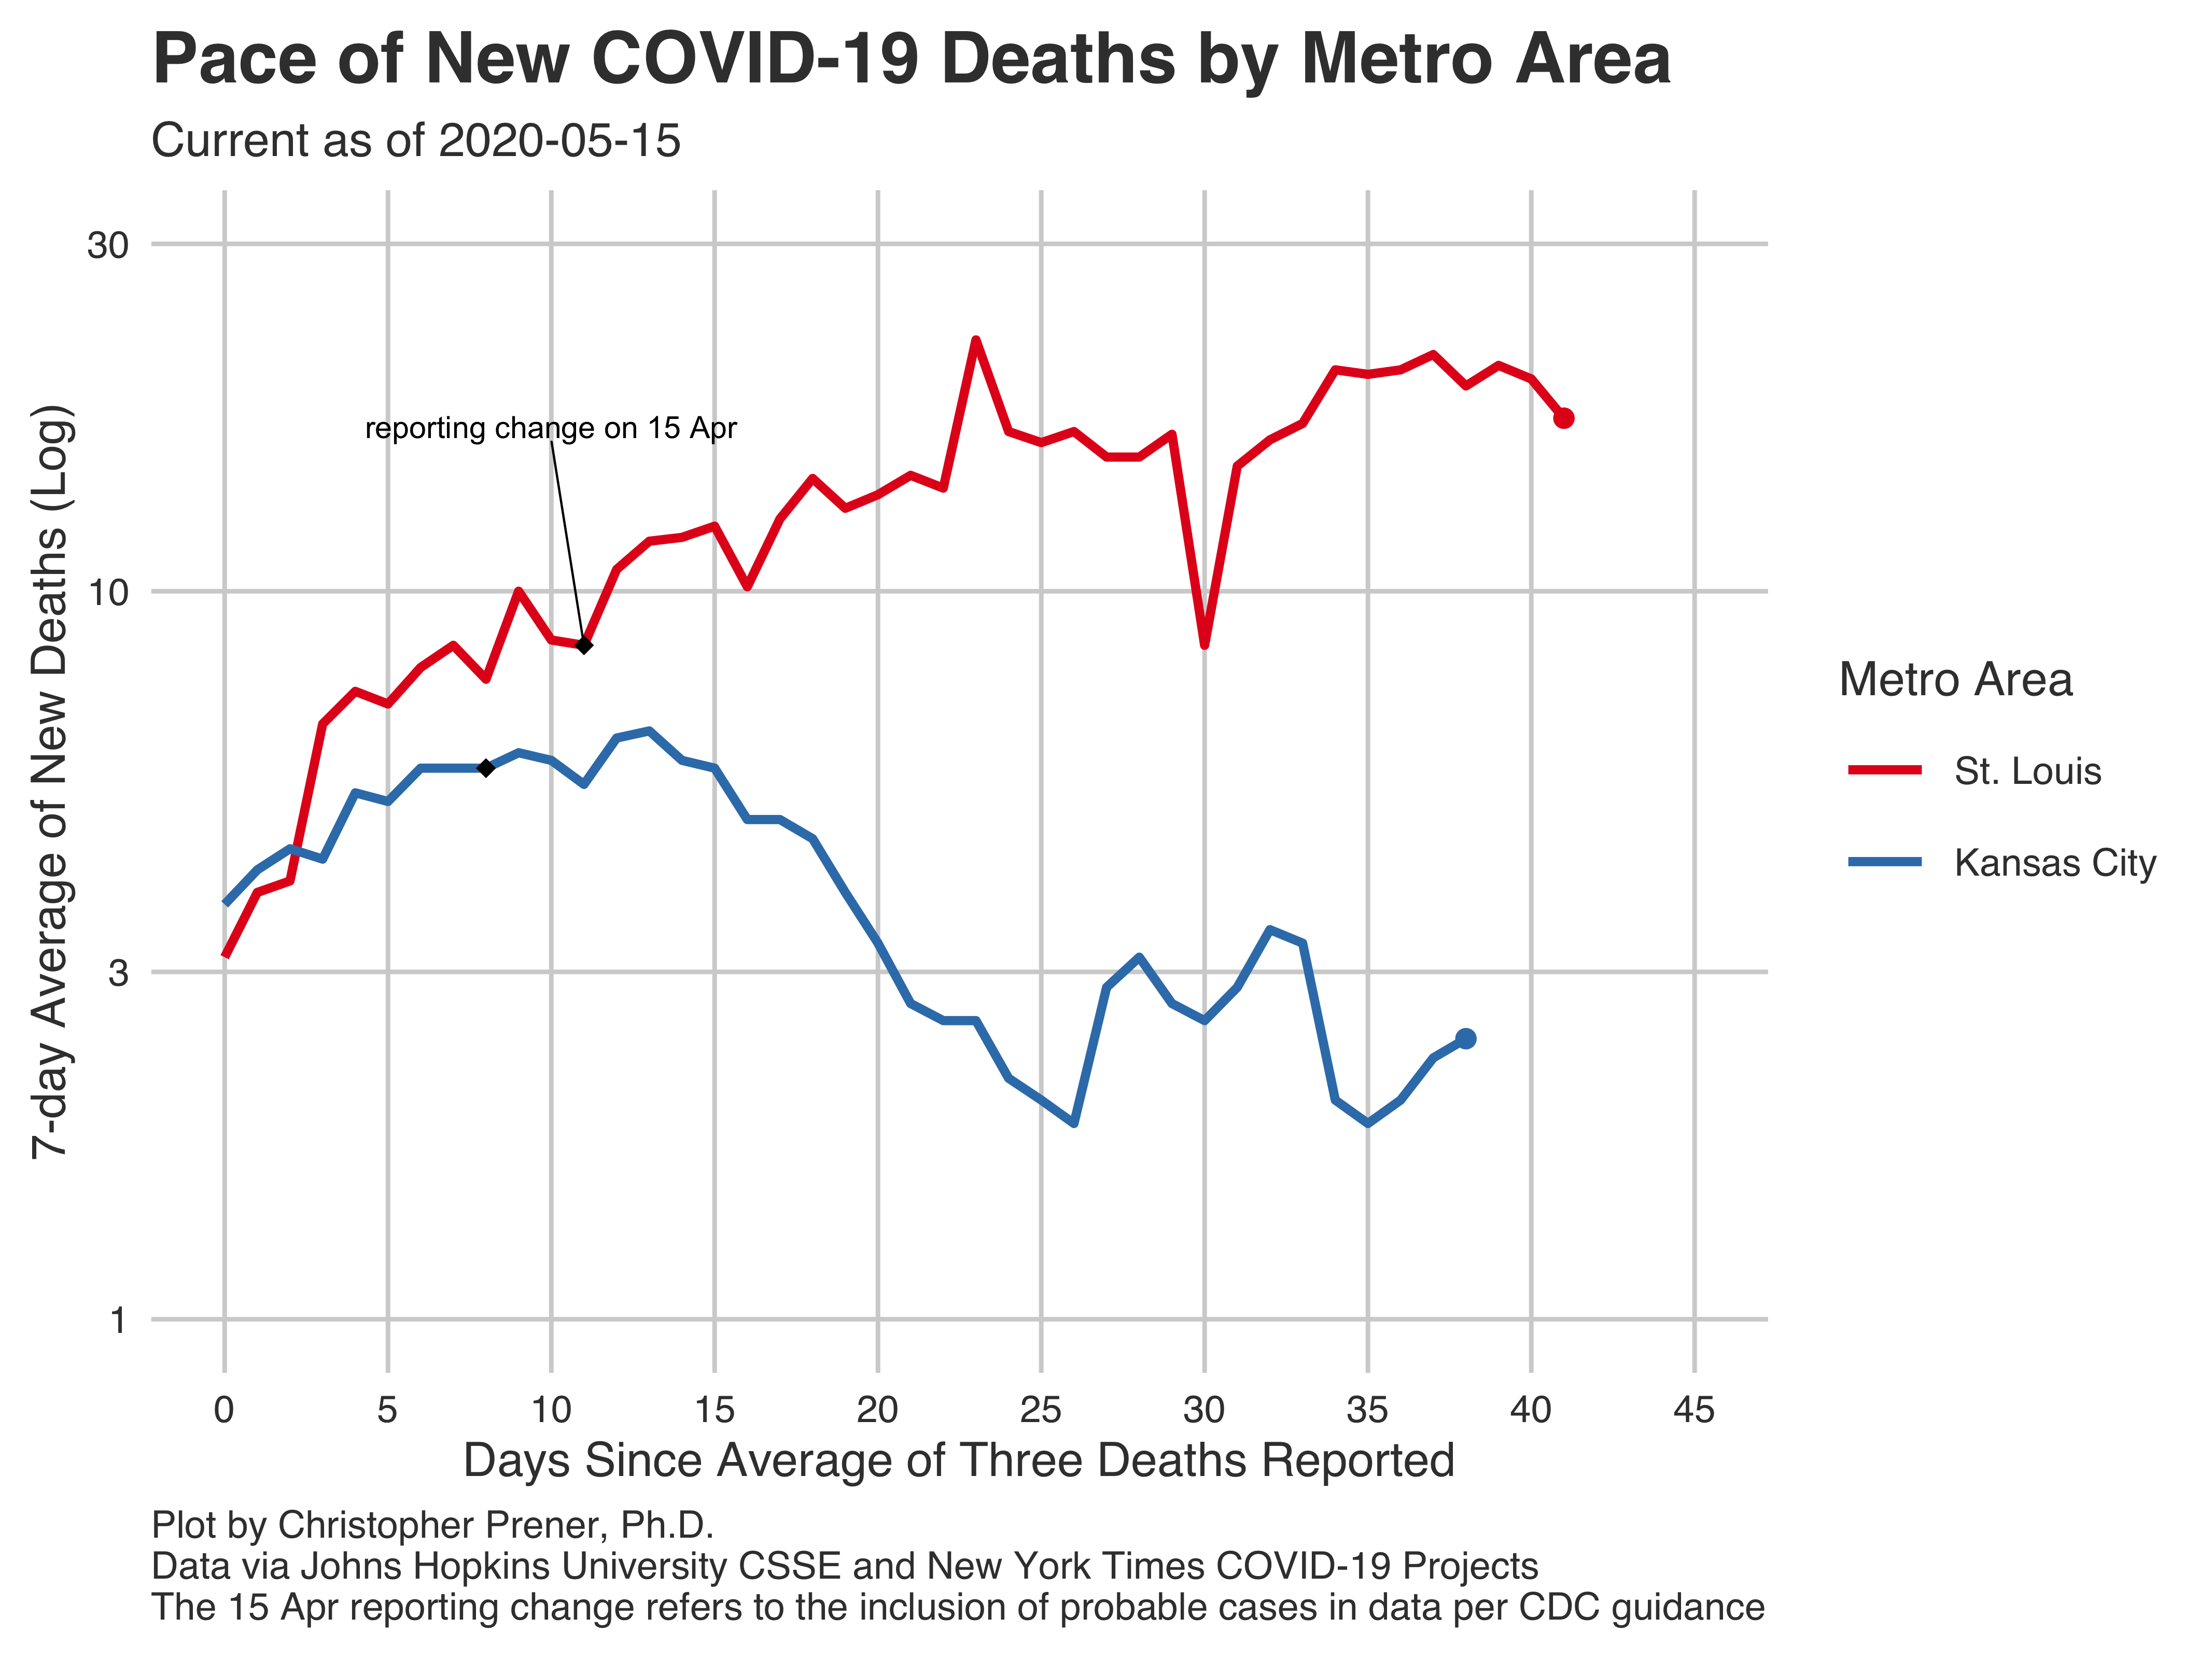 Pace of New COVID-19 Deaths by Metro Area
Current as of 2020-05-15
7-day Average of New Deaths (Log)
30
10
3
1
reporting change on 15 Apr
Metro Area
St. Louis
Kansas City
0 5 10 15 20 25 30 35 40 45
Days Since Average of Three Deaths Reported
Plot by Christopher Prener, Ph.D.
Data via Johns Hopkins University CSSE and New York Times COVID-19 Projects
The 15 Apr reporting change refers to the inclusion of probable cases in data per CDC guidance